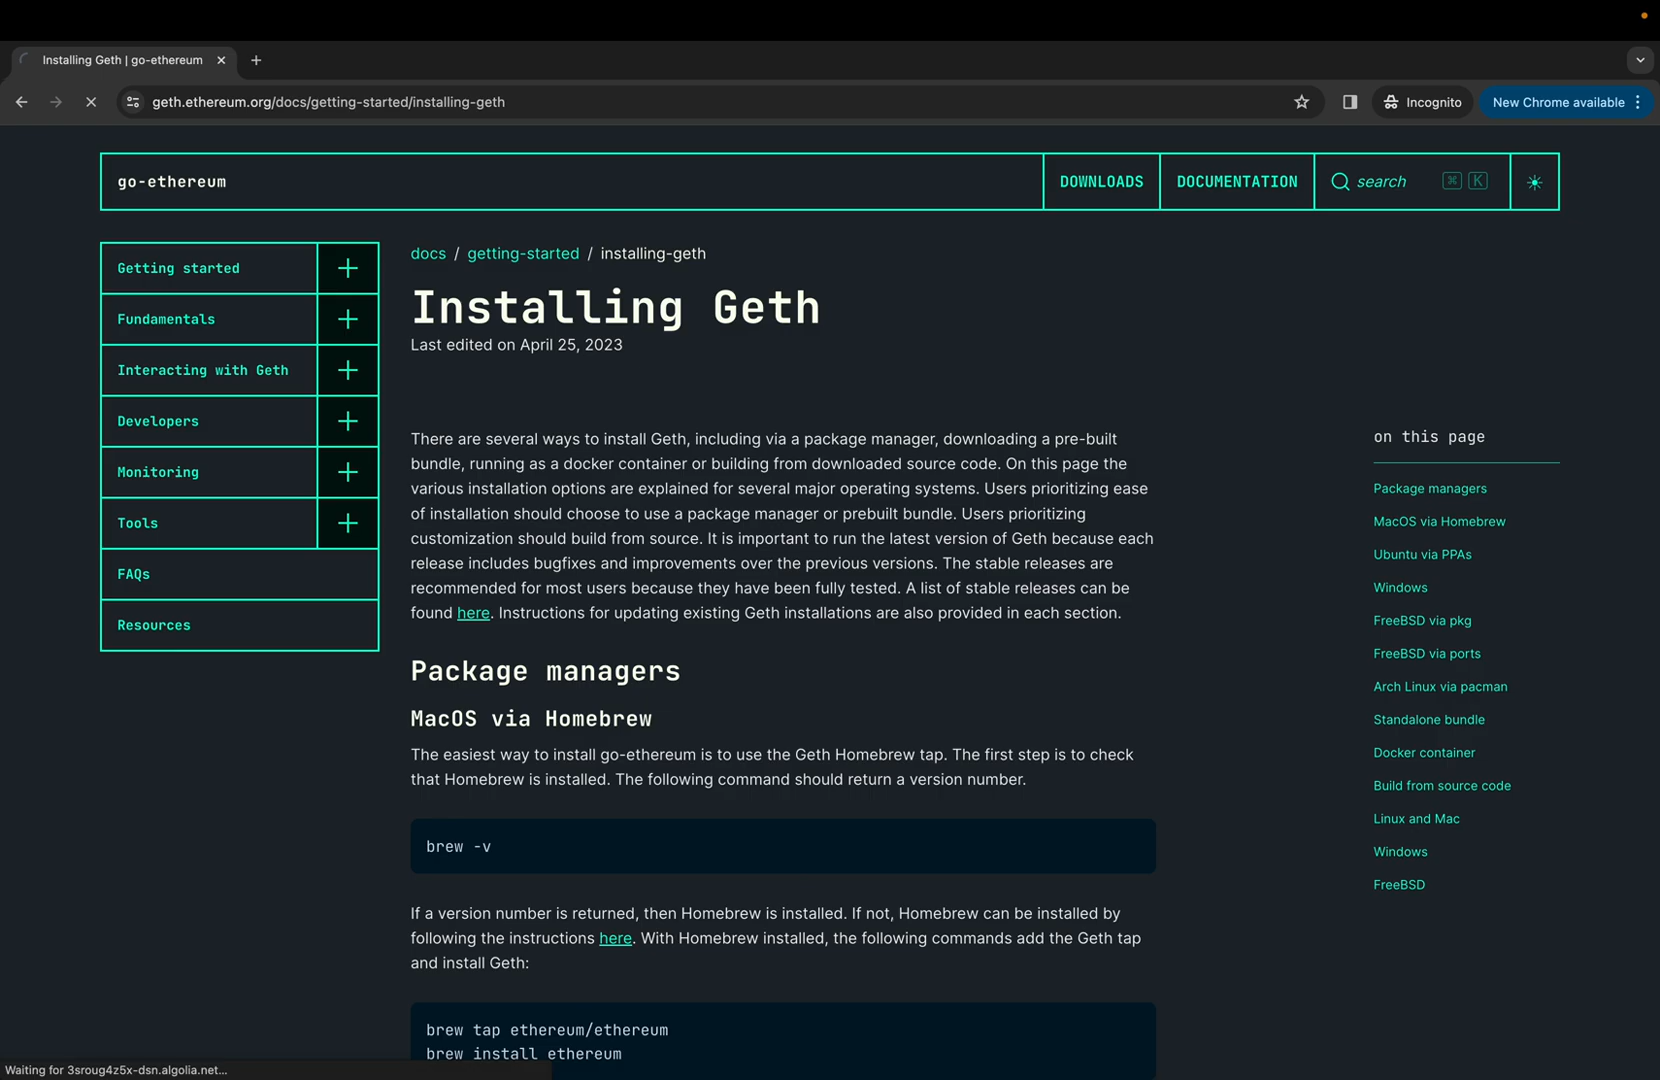 Installing Geth | go-ethereum
geth.ethereum.org/docs/getting-started/installing-geth
Incognito
New Chrome available
go-ethereum
DOWNLOADS
DOCUMENTATION
search
⌘ K
Getting started
Fundamentals
Interacting with Geth
Developers
Monitoring
Tools
FAQs
Resources
docs / getting-started / installing-geth
Installing Geth
Last edited on April 25, 2023
There are several ways to install Geth, including via a package manager, downloading a pre-built
bundle, running as a docker container or building from downloaded source code. On this page the
various installation options are explained for several major operating systems. Users prioritizing ease
of installation should choose to use a package manager or prebuilt bundle. Users prioritizing
customization should build from source. It is important to run the latest version of Geth because each
release includes bugfixes and improvements over the previous versions. The stable releases are
recommended for most users because they have been fully tested. A list of stable releases can be
found here. Instructions for updating existing Geth installations are also provided in each section.
Package managers
MacOS via Homebrew
The easiest way to install go-ethereum is to use the Geth Homebrew tap. The first step is to check
that Homebrew is installed. The following command should return a version number.
brew -v
If a version number is returned, then Homebrew is installed. If not, Homebrew can be installed by
following the instructions here. With Homebrew installed, the following commands add the Geth tap
and install Geth:
brew tap ethereum/ethereum
brew install ethereum
on this page
Package managers
MacOS via Homebrew
Ubuntu via PPAs
Windows
FreeBSD via pkg
FreeBSD via ports
Arch Linux via pacman
Standalone bundle
Docker container
Build from source code
Linux and Mac
Windows
FreeBSD
Waiting for 3sroug4z5x-dsn.algolia.net...